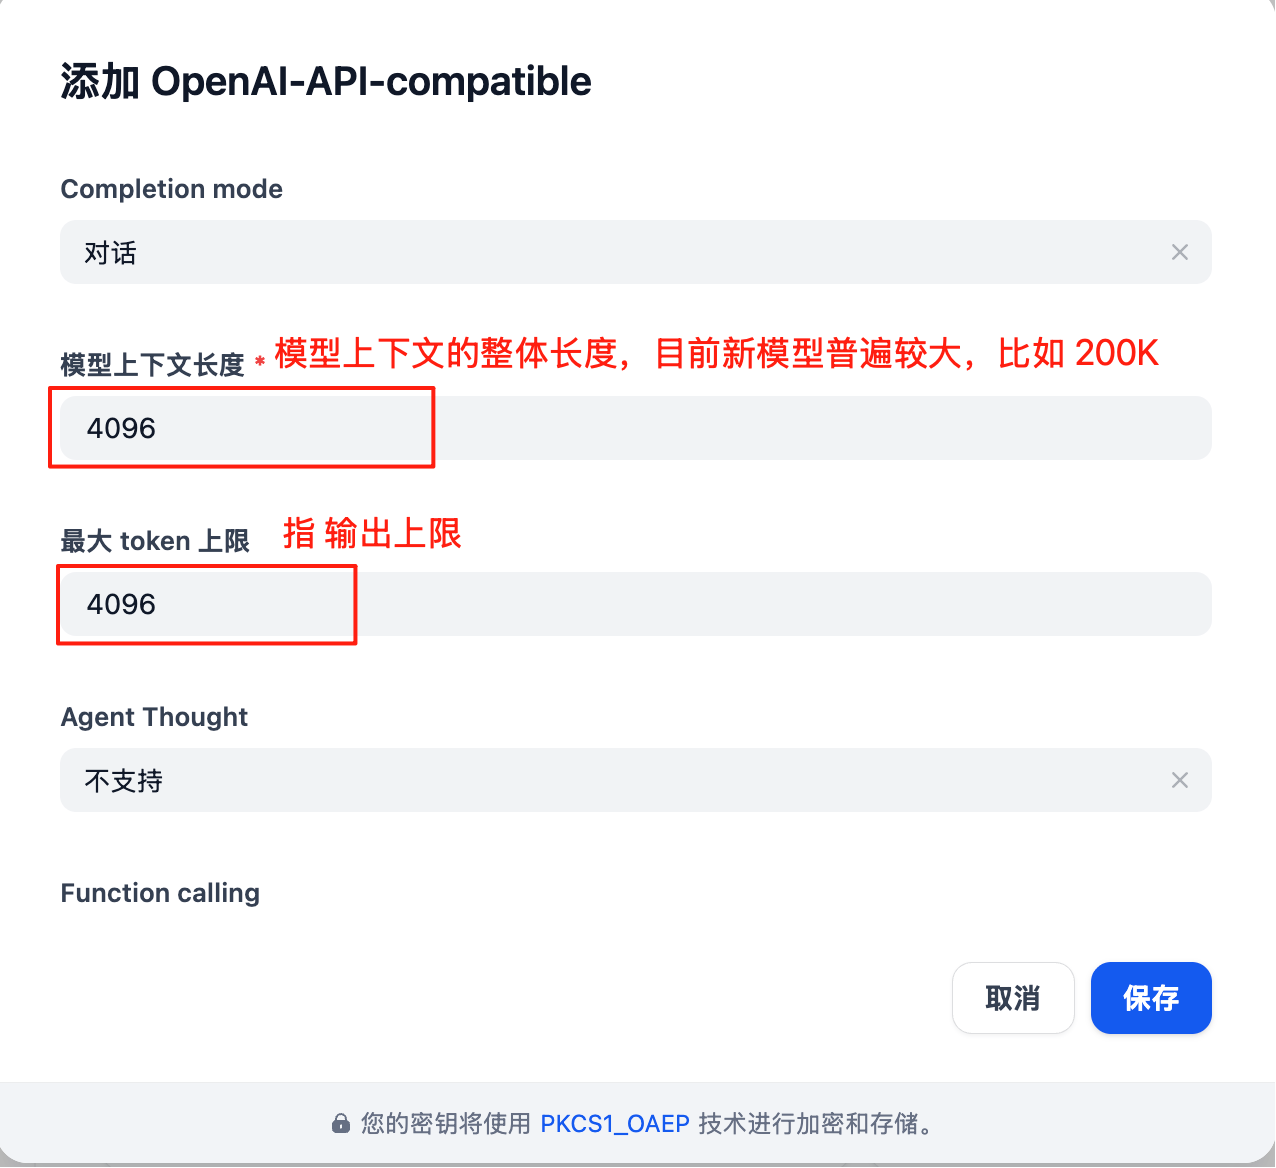 添加 OpenAI-API-compatible
Completion mode
对话
模型上下文长度 * 模型上下文的整体长度，目前新模型普遍较大，比如 200K
4096
最大 token 上限 指 输出上限
4096
Agent Thought
不支持
Function calling
取消 保存
您的密钥将使用 PKCS1_OAEP 技术进行加密和存储。